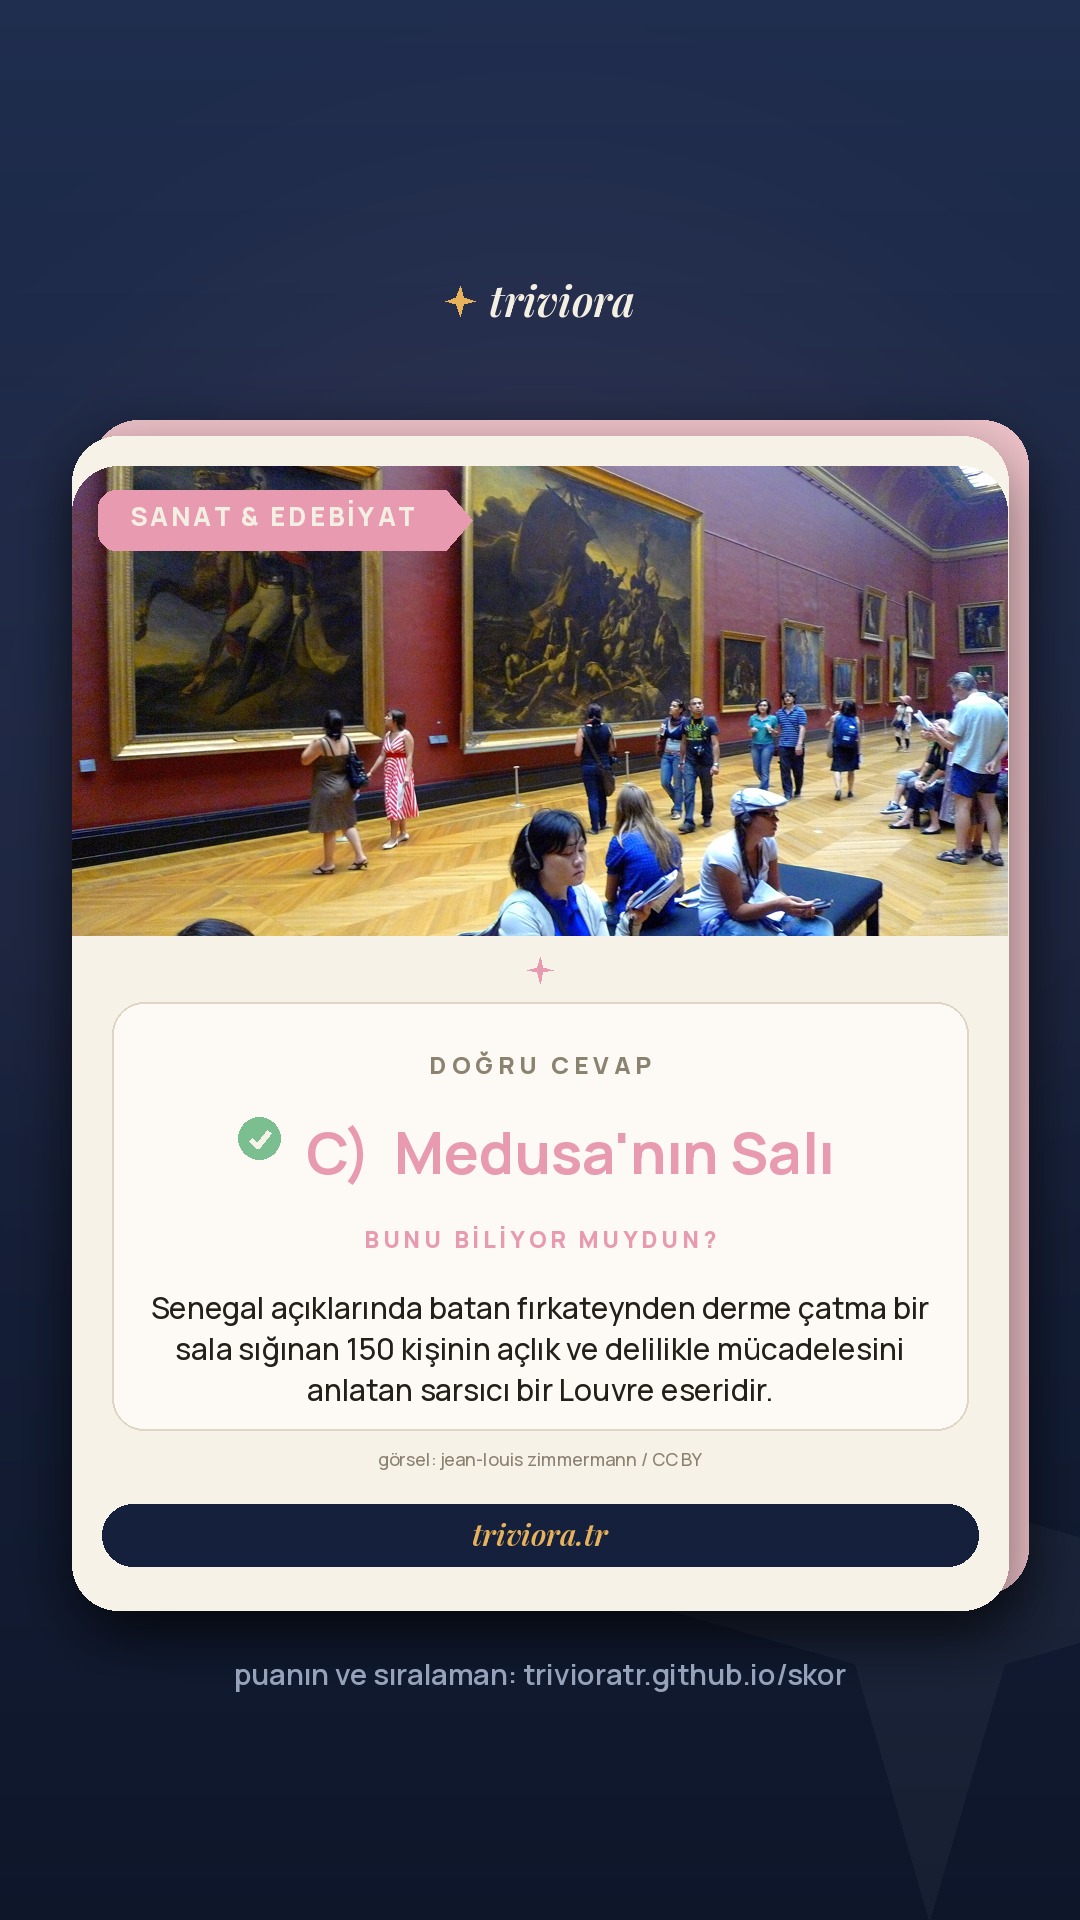 triviora
SANAT & EDEBİYAT
DOĞRU CEVAP
C) Medusa'nın Salı
BUNU BİLİYOR MUYDUN?
Senegal açıklarında batan fırkateynden derme çatma bir
sala sığınan 150 kişinin açlık ve delilikle mücadelesini
anlatan sarsıcı bir Louvre eseridir.
görsel: jean-louis zimmermann / CC BY
triviora.tr
puanın ve sıralaman: trivioratr.github.io/skor